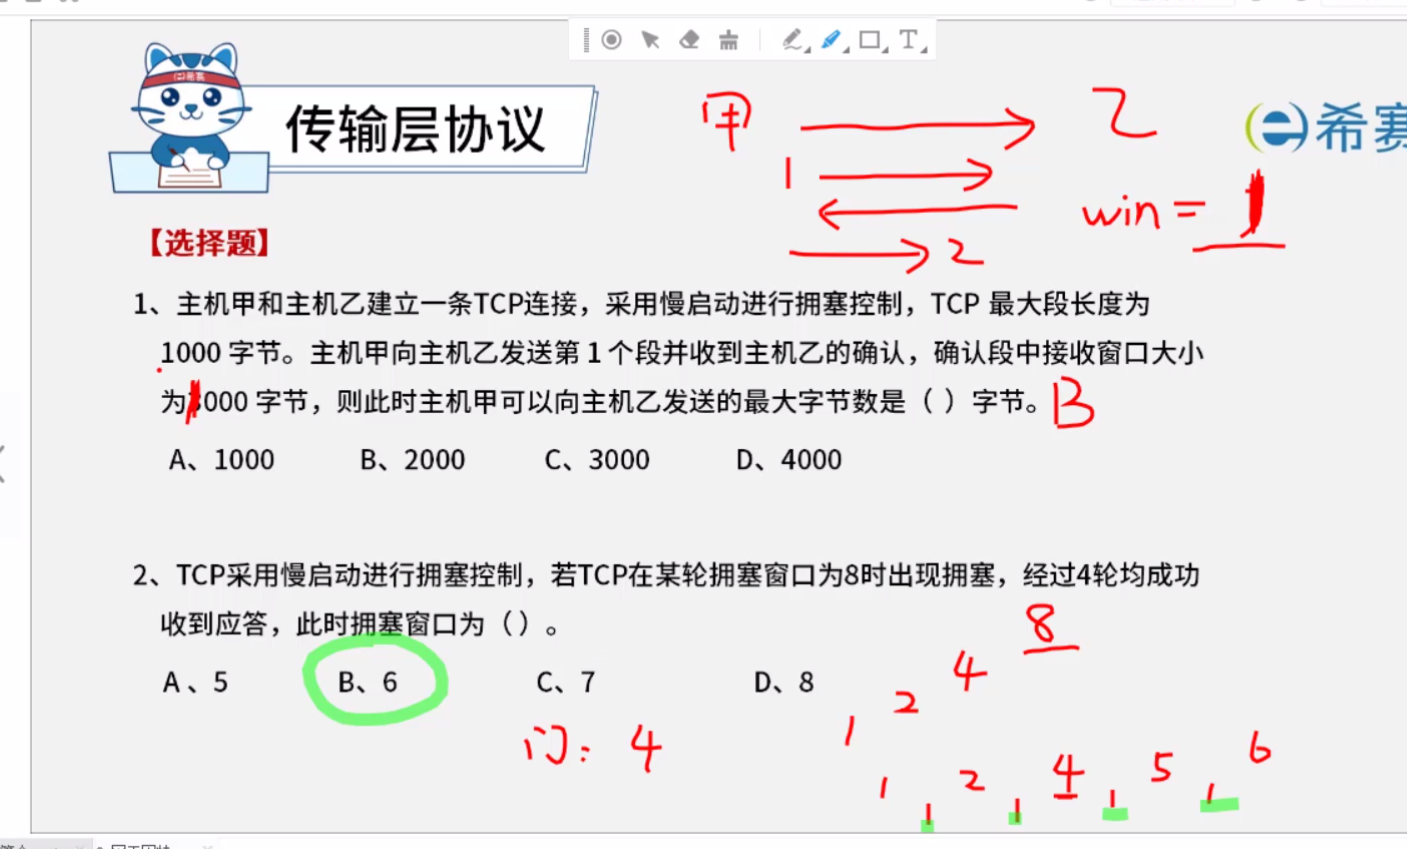 传输层协议
甲 乙
希赛
1
win = 1
2
【选择题】
1、主机甲和主机乙建立一条TCP连接，采用慢启动进行拥塞控制，TCP 最大段长度为
1000 字节。主机甲向主机乙发送第 1 个段并收到主机乙的确认，确认段中接收窗口大小
为1000 字节，则此时主机甲可以向主机乙发送的最大字节数是（ ）字节。 B
A、1000 B、2000 C、3000 D、4000
2、TCP采用慢启动进行拥塞控制，若TCP在某轮拥塞窗口为8时出现拥塞，经过4轮均成功
收到应答，此时拥塞窗口为（）。
A 、5 B、6 C、7 D、8
1 2 4 8
门: 4
1 2 4 5 6
1 1 1 1